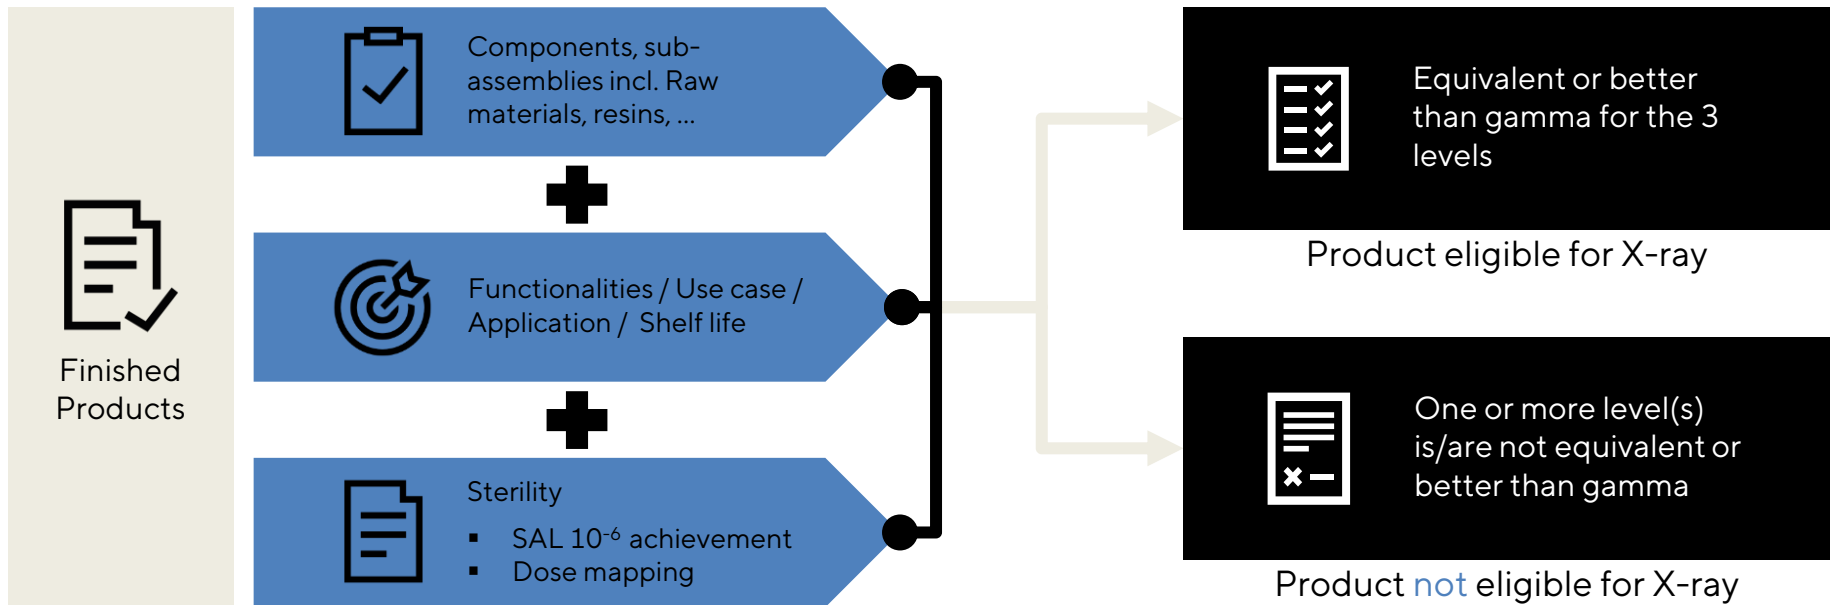 Finished
Products
Components, sub-
assemblies incl. Raw
materials, resins, ...
Functionalities / Use case /
Application / Shelf life
Sterility
▪ SAL 10⁻⁶ achievement
▪ Dose mapping
Equivalent or better
than gamma for the 3
levels
Product eligible for X-ray
One or more level(s)
is/are not equivalent or
better than gamma
Product not eligible for X-ray